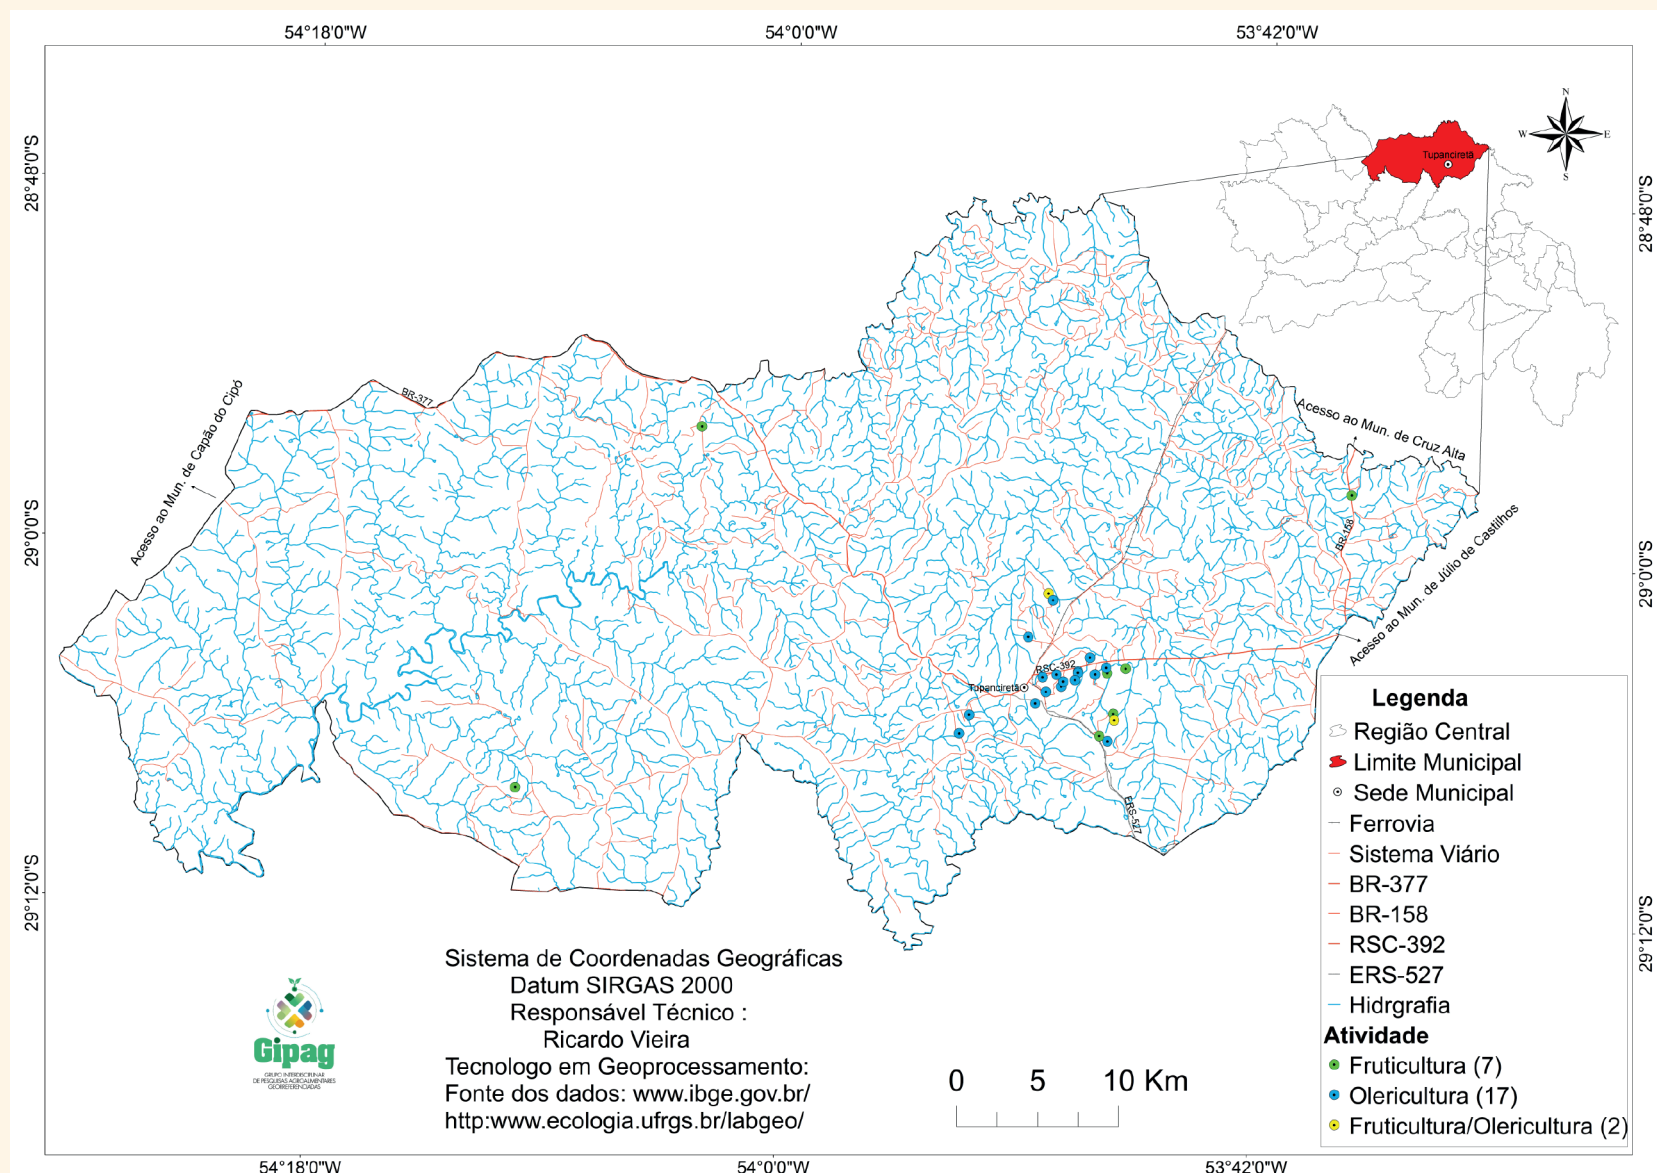 54°18'0"W
54°0'0"W
53°42'0"W
N
W
E
S
Tupanciretã
28°48'0"S
28°48'0"S
BR-377
Acesso ao Mun. de Capão do Cipó
Acesso ao Mun. de Cruz Alta
BR-158
29°0'0"S
29°0'0"S
Acesso ao Mun. de Júlio de Castilhos
RSC-392
Tupanciretã
ERS-527
29°12'0"S
29°12'0"S
Legenda
Região Central
Limite Municipal
Sede Municipal
Ferrovia
Sistema Viário
BR-377
BR-158
RSC-392
ERS-527
Hidrgrafia
Atividade
Fruticultura (7)
Olericultura (17)
Fruticultura/Olericultura (2)
Sistema de Coordenadas Geográficas
Datum SIRGAS 2000
Responsável Técnico :
Ricardo Vieira
Tecnologo em Geoprocessamento:
Fonte dos dados: www.ibge.gov.br/
http:www.ecologia.ufrgs.br/labgeo/
Gipag
GRUPO INTERDISCIPLINAR
DE PESQUISAS AGROALIMENTARES
GEORREFERENCIADAS
0 5 10 Km
54°18'0"W
54°0'0"W
53°42'0"W